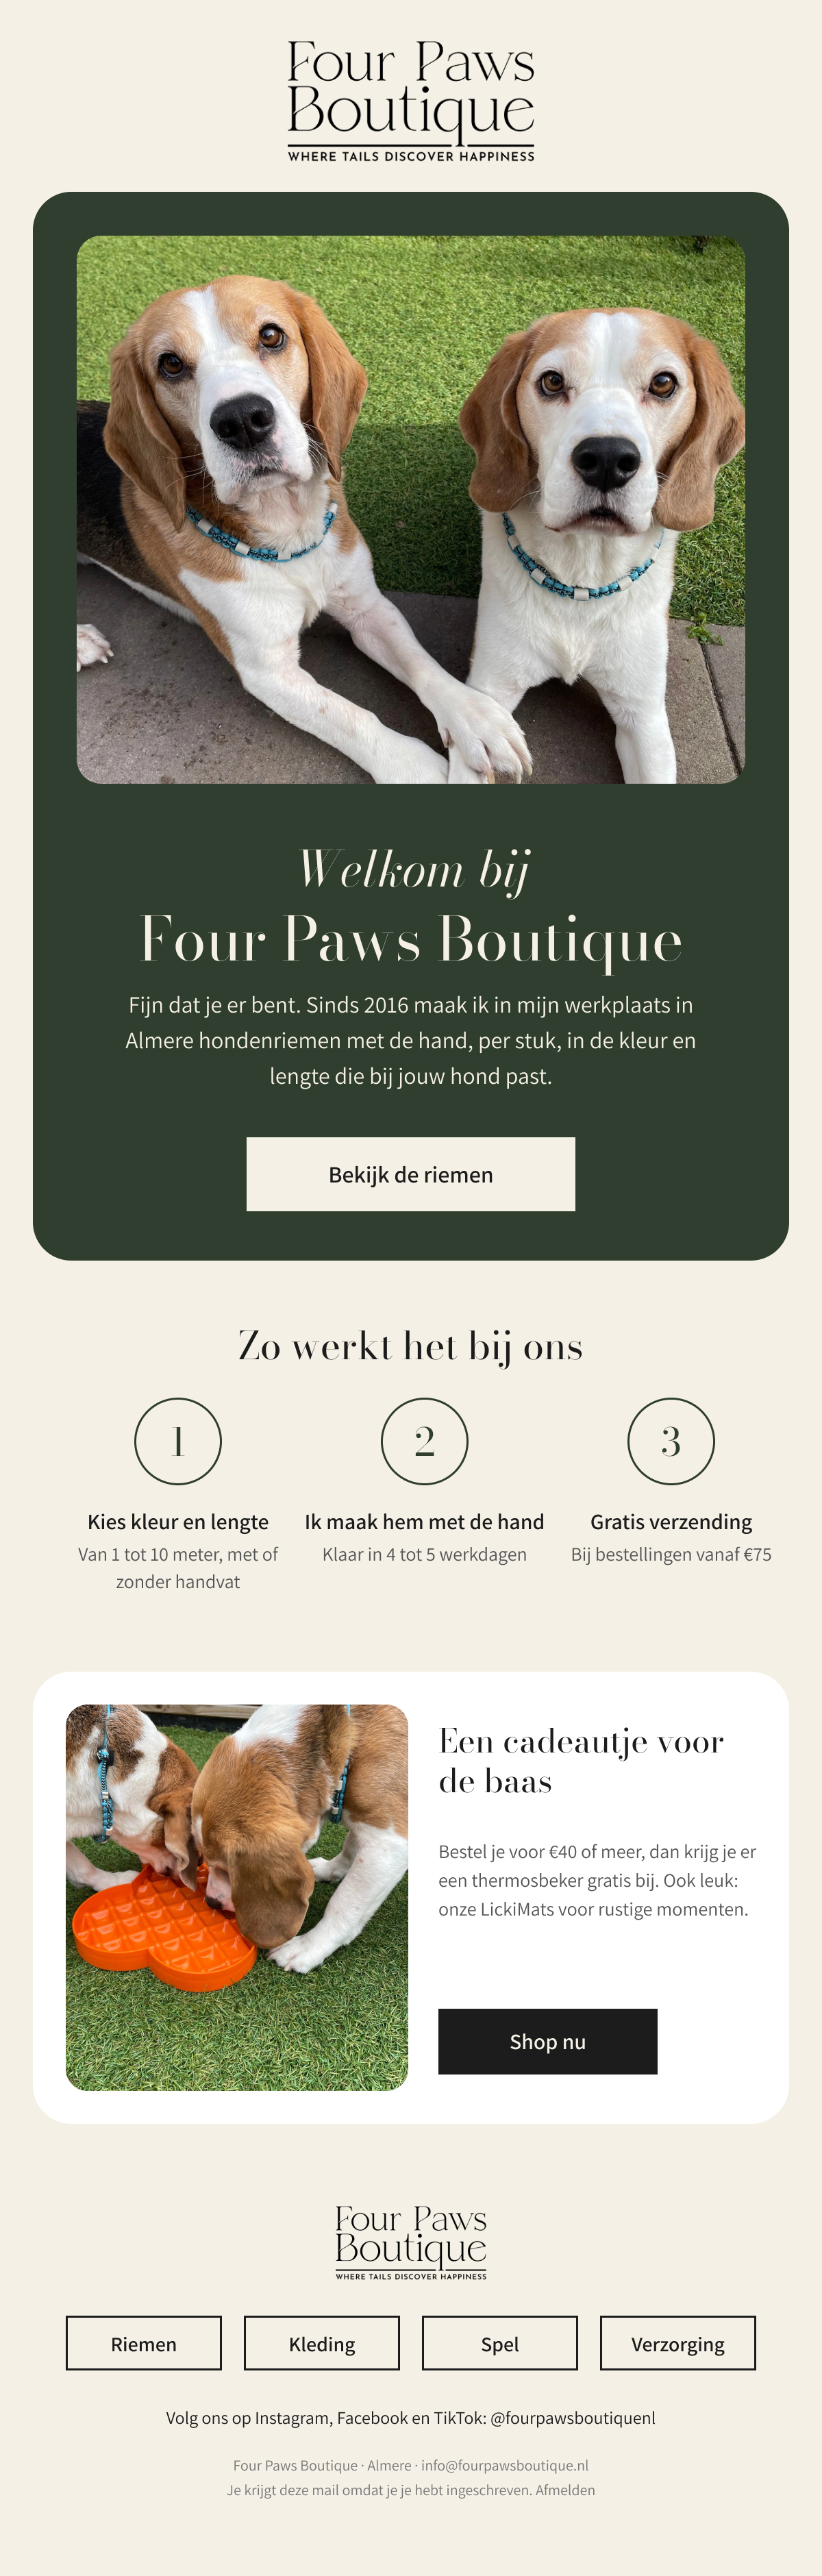 Four Paws
Boutique
WHERE TAILS DISCOVER HAPPINESS
Welkom bij
Four Paws Boutique
Fijn dat je er bent. Sinds 2016 maak ik in mijn werkplaats in
Almere hondenriemen met de hand, per stuk, in de kleur en
lengte die bij jouw hond past.
Bekijk de riemen
Zo werkt het bij ons
1
2
3
Kies kleur en lengte
Van 1 tot 10 meter, met of
zonder handvat
Ik maak hem met de hand
Klaar in 4 tot 5 werkdagen
Gratis verzending
Bij bestellingen vanaf €75
Een cadeautje voor
de baas
Bestel je voor €40 of meer, dan krijg je er
een thermosbeker gratis bij. Ook leuk:
onze LickiMats voor rustige momenten.
Shop nu
Four Paws
Boutique
WHERE TAILS DISCOVER HAPPINESS
Riemen
Kleding
Spel
Verzorging
Volg ons op Instagram, Facebook en TikTok: @fourpawsboutiquenl
Four Paws Boutique · Almere · info@fourpawsboutique.nl
Je krijgt deze mail omdat je je hebt ingeschreven. Afmelden